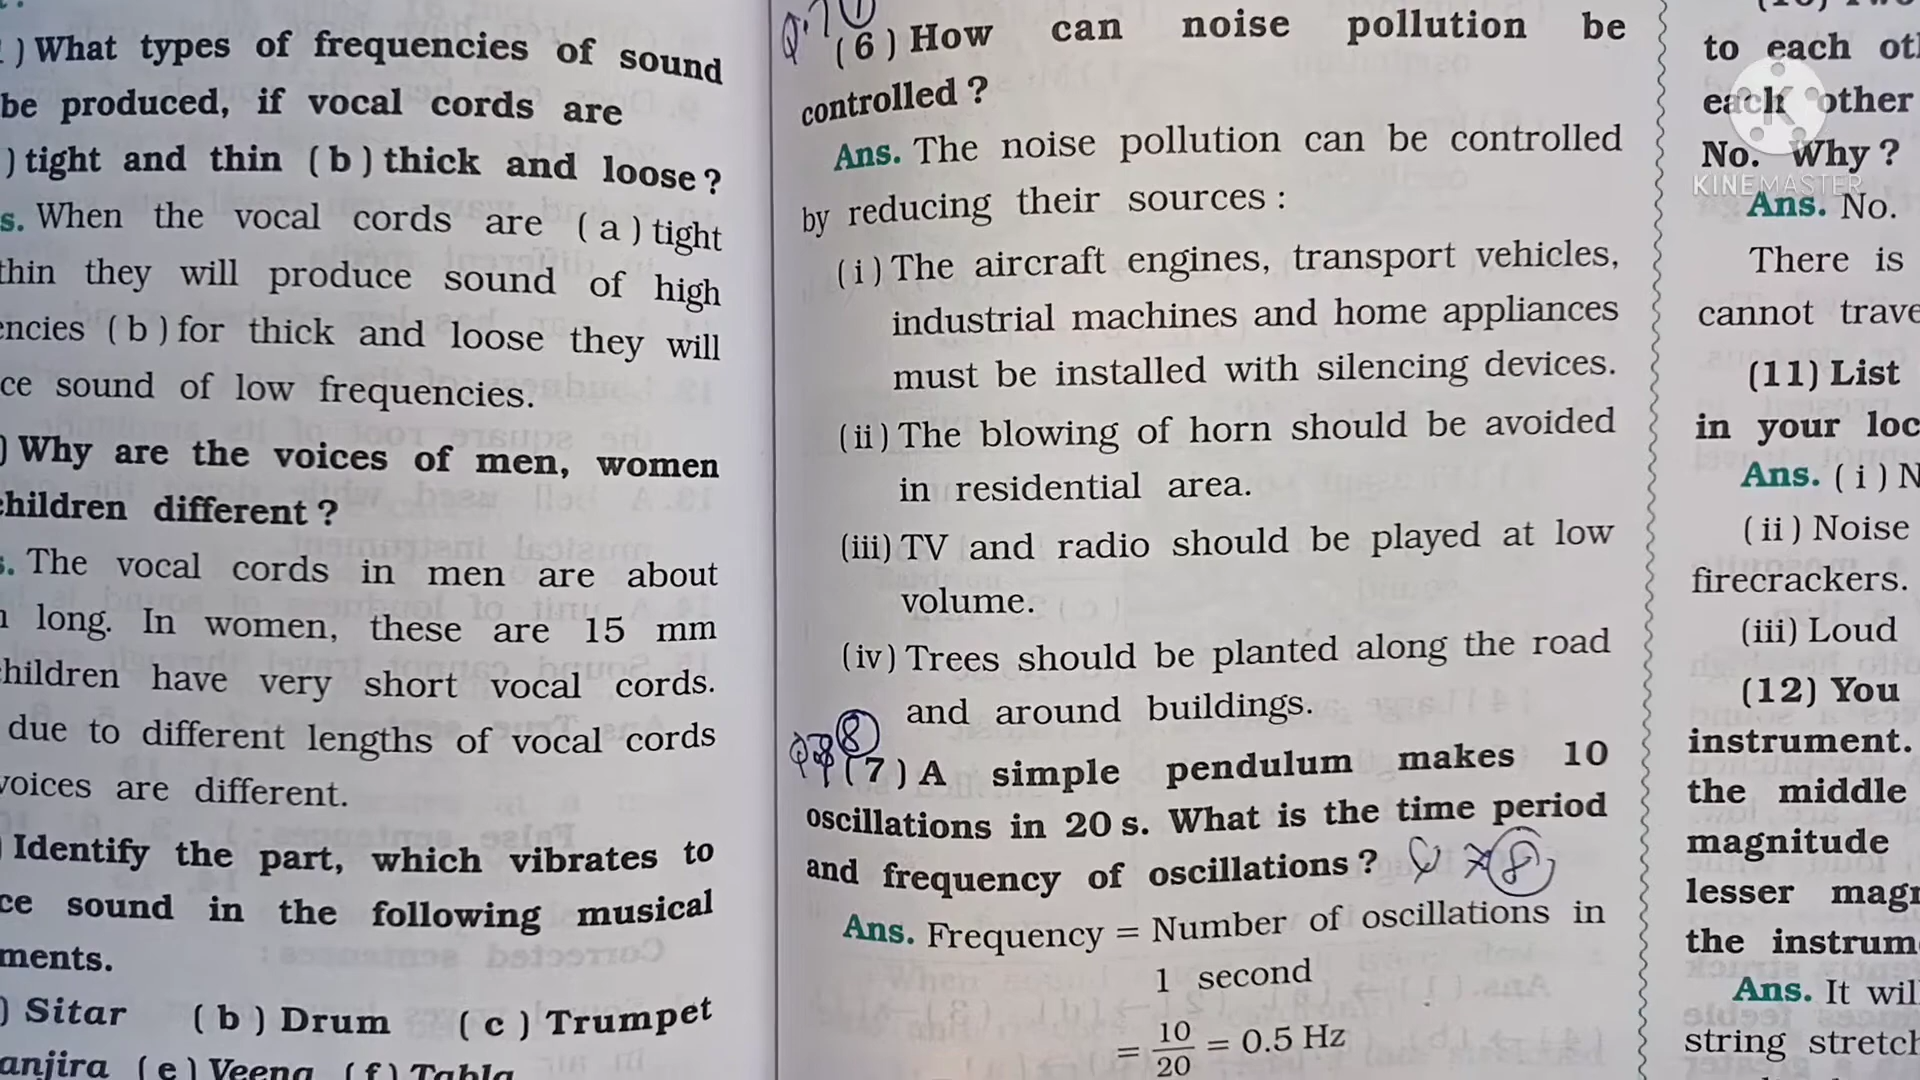 ) What types of frequencies of sound
be produced, if vocal cords are
) tight and thin (b) thick and loose?
s. When the vocal cords are (a) tight
thin they will produce sound of high
encies (b) for thick and loose they will
ce sound of low frequencies.
) Why are the voices of men, women
children different?
s. The vocal cords in men are about
long. In women, these are 15 mm
children have very short vocal cords.
due to different lengths of vocal cords
voices are different.
Identify the part, which vibrates to
ce sound in the following musical
ments.
) Sitar (b) Drum (c) Trumpet
anjira (e) Veena (f) Tabla
(6) How can noise pollution be
controlled?
Ans. The noise pollution can be controlled
by reducing their sources:
(i) The aircraft engines, transport vehicles,
industrial machines and home appliances
must be installed with silencing devices.
(ii) The blowing of horn should be avoided
in residential area.
(iii) TV and radio should be played at low
volume.
(iv) Trees should be planted along the road
and around buildings.
8
(7) A simple pendulum makes 10
oscillations in 20 s. What is the time period
and frequency of oscillations?
Ans. Frequency = Number of oscillations in
1 second
= 10/20 = 0.5 Hz
to each oth
each other
No. Why?
Ans. No.
There is
cannot trave
(11) List
in your loc
Ans. (i) N
(ii) Noise
firecrackers.
(iii) Loud
(12) You
instrument.
the middle
magnitude
lesser magn
the instrum
Ans. It will
string stretch
K
KINEMASTER